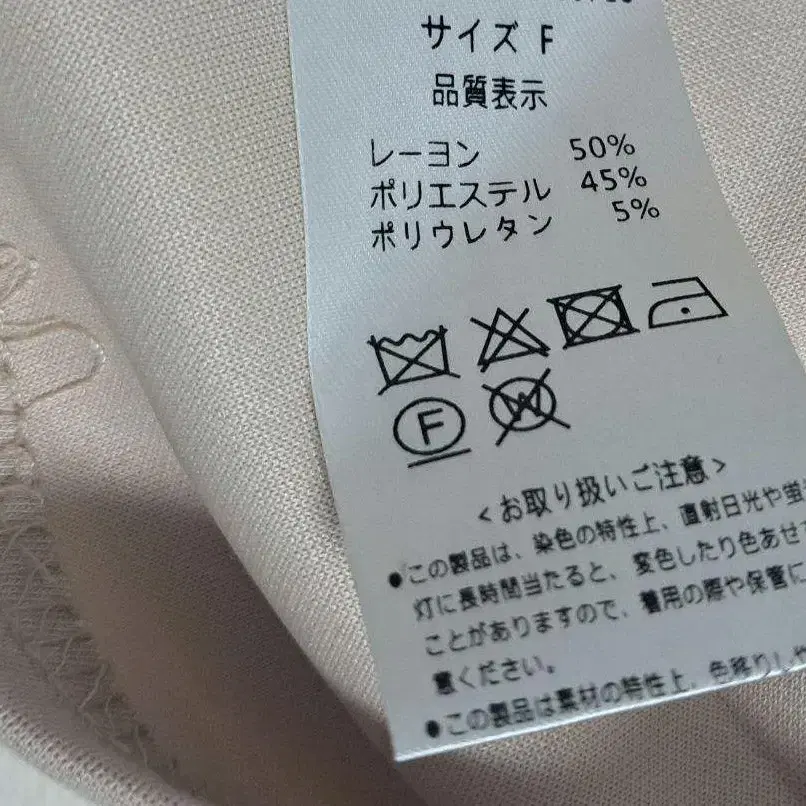 サイズ F
品質表示
レーヨン 50%
ポリエステル 45%
ポリウレタン 5%
F W
<お取り扱いご注意>
●この製品は、染色の特性上、直射日光や蛍
灯に長時間当たると、変色したり色あせ
ことがありますので、着用の際や保管に
意ください。
●この製品は素材の特性上、色移りしや